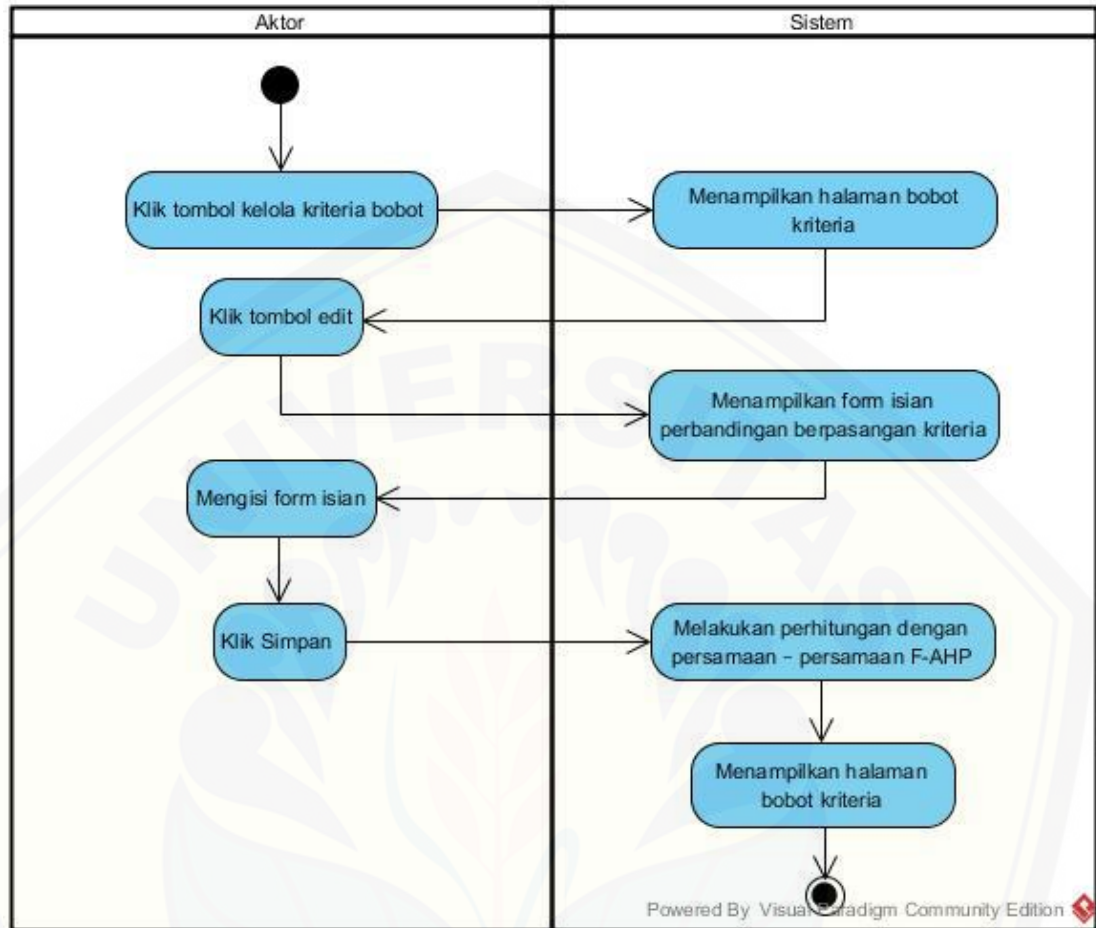 Aktor
Sistem
Klik tombol kelola kriteria bobot
Menampilkan halaman bobot
kriteria
Klik tombol edit
Menampilkan form isian
perbandingan berpasangan kriteria
Mengisi form isian
Klik Simpan
Melakukan perhitungan dengan
persamaan – persamaan F-AHP
Menampilkan halaman
bobot kriteria
Powered By Visual Paradigm Community Edition
UNIVERSITAS